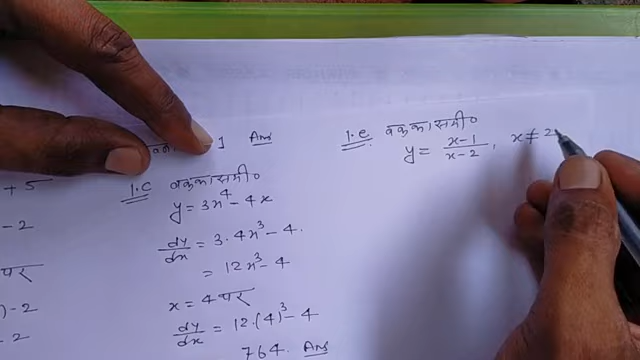 + 5
- 2
पर
) - 2
- 2
1 Ans
1.c वक्र का समी०
y = 3x⁴ - 4x
dy/dx = 3.4x³ - 4.
= 12x³ - 4
x = 4 पर
dy/dx = 12.(4)³ - 4
764. Ans
1.e वक्र का समी०
y = x-1/x-2, x ≠ 2